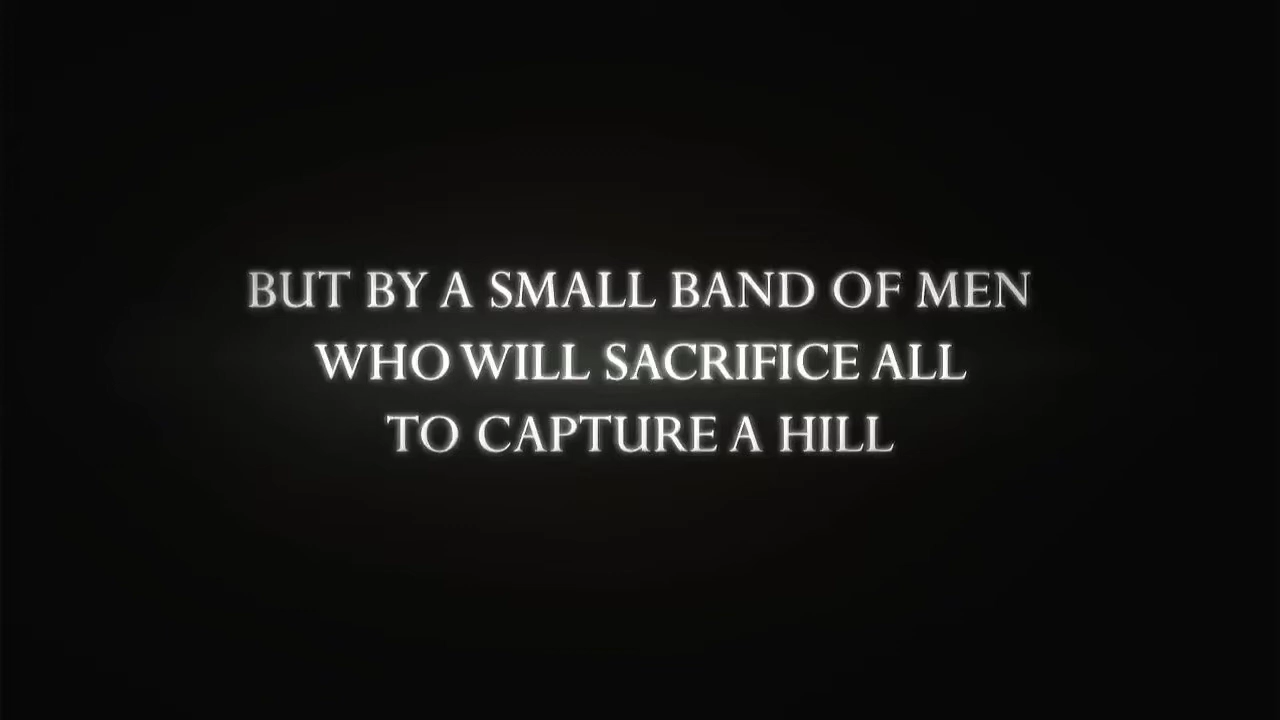 BUT BY A SMALL BAND OF MEN
WHO WILL SACRIFICE ALL
TO CAPTURE A HILL